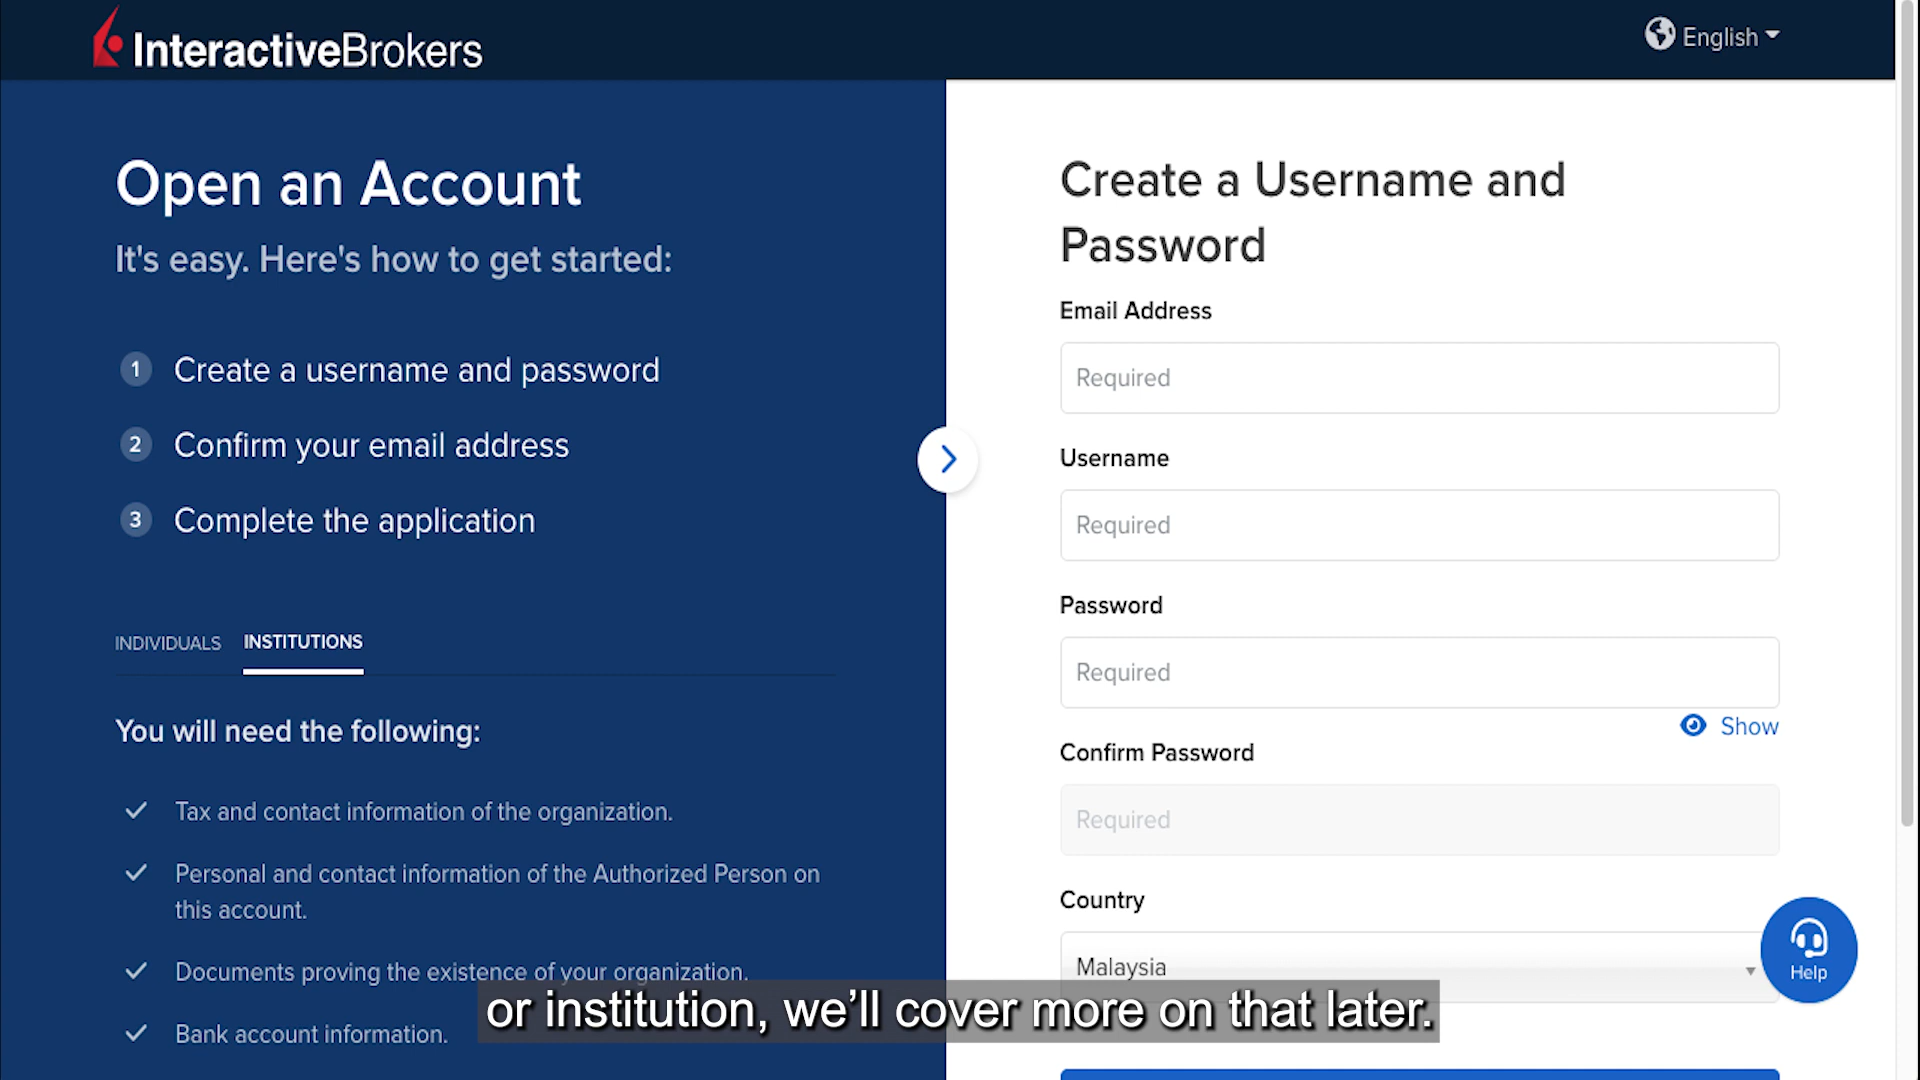 InteractiveBrokers
English
Open an Account
It's easy. Here's how to get started:
1 Create a username and password
2 Confirm your email address
3 Complete the application
INDIVIDUALS INSTITUTIONS
You will need the following:
Tax and contact information of the organization.
Personal and contact information of the Authorized Person on
this account.
Documents proving the existence of your organization.
Bank account information.
Create a Username and
Password
Email Address
Required
Username
Required
Password
Required
Show
Confirm Password
Required
Country
Malaysia
Help
or institution, we'll cover more on that later.